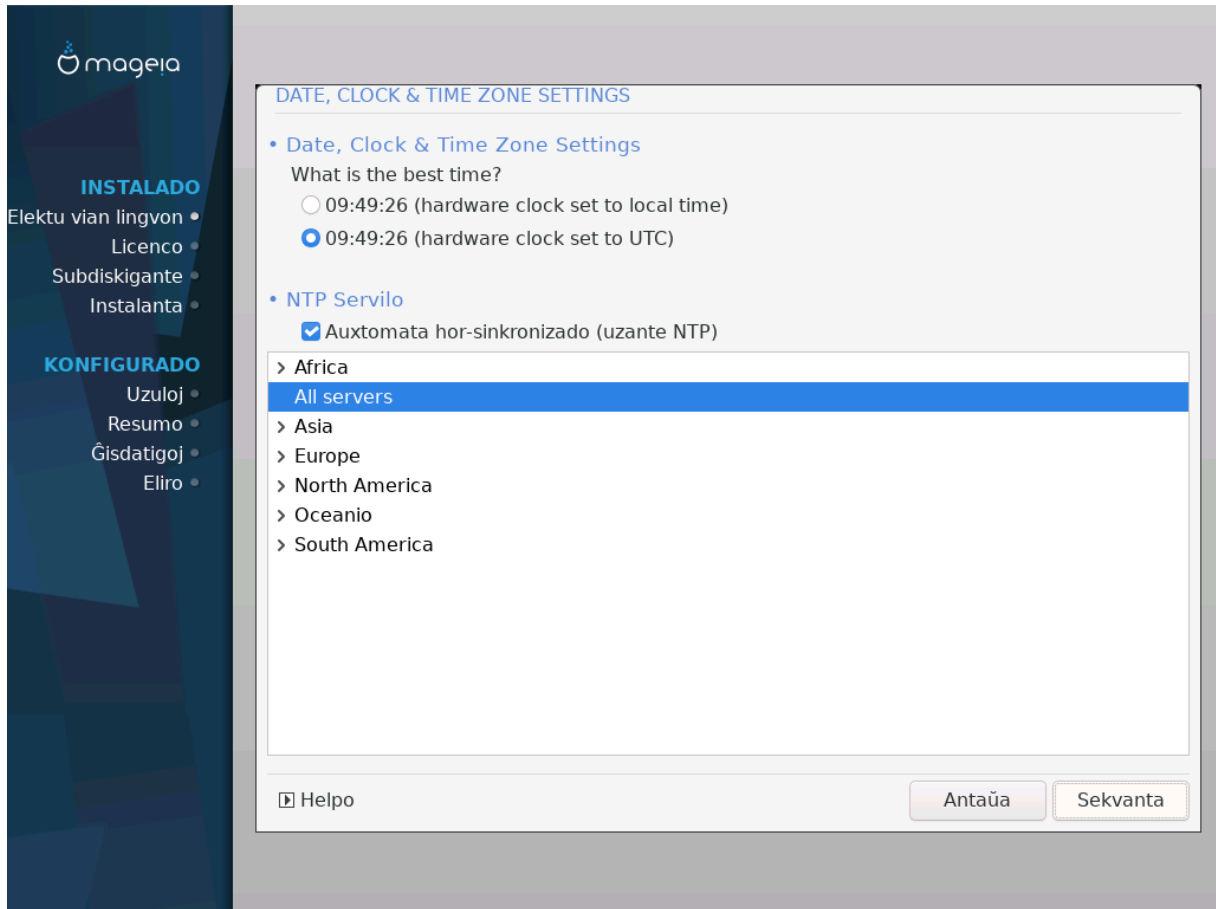 mageia
INSTALADO
Elektu vian lingvon
Licenco
Subdiskigante
Instalanta
KONFIGURADO
Uzuloj
Resumo
Ĝisdatigoj
Eliro
DATE, CLOCK & TIME ZONE SETTINGS
• Date, Clock & Time Zone Settings
What is the best time?
09:49:26 (hardware clock set to local time)
09:49:26 (hardware clock set to UTC)
• NTP Servilo
Auxtomata hor-sinkronizado (uzante NTP)
Africa
All servers
Asia
Europe
North America
Oceanio
South America
Helpo
Antaŭa
Sekvanta